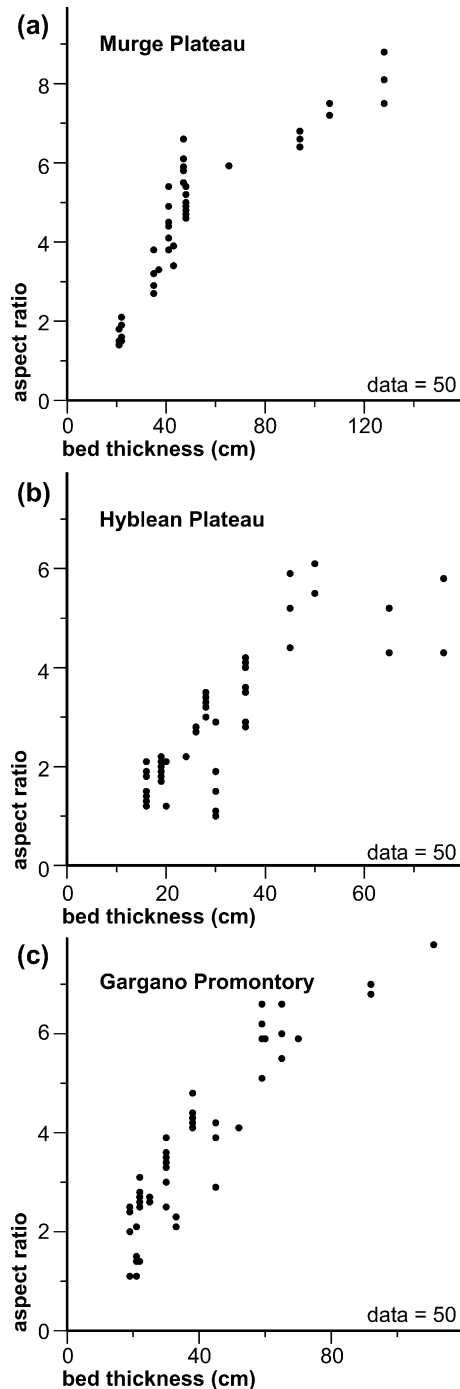 (a)
Murge Plateau
8
6
4
2
0
aspect ratio
data = 50
0 40 80 120
bed thickness (cm)
(b)
Hyblean Plateau
6
4
2
0
aspect ratio
data = 50
0 20 40 60
bed thickness (cm)
(c)
Gargano Promontory
6
4
2
0
aspect ratio
data = 50
0 40 80
bed thickness (cm)